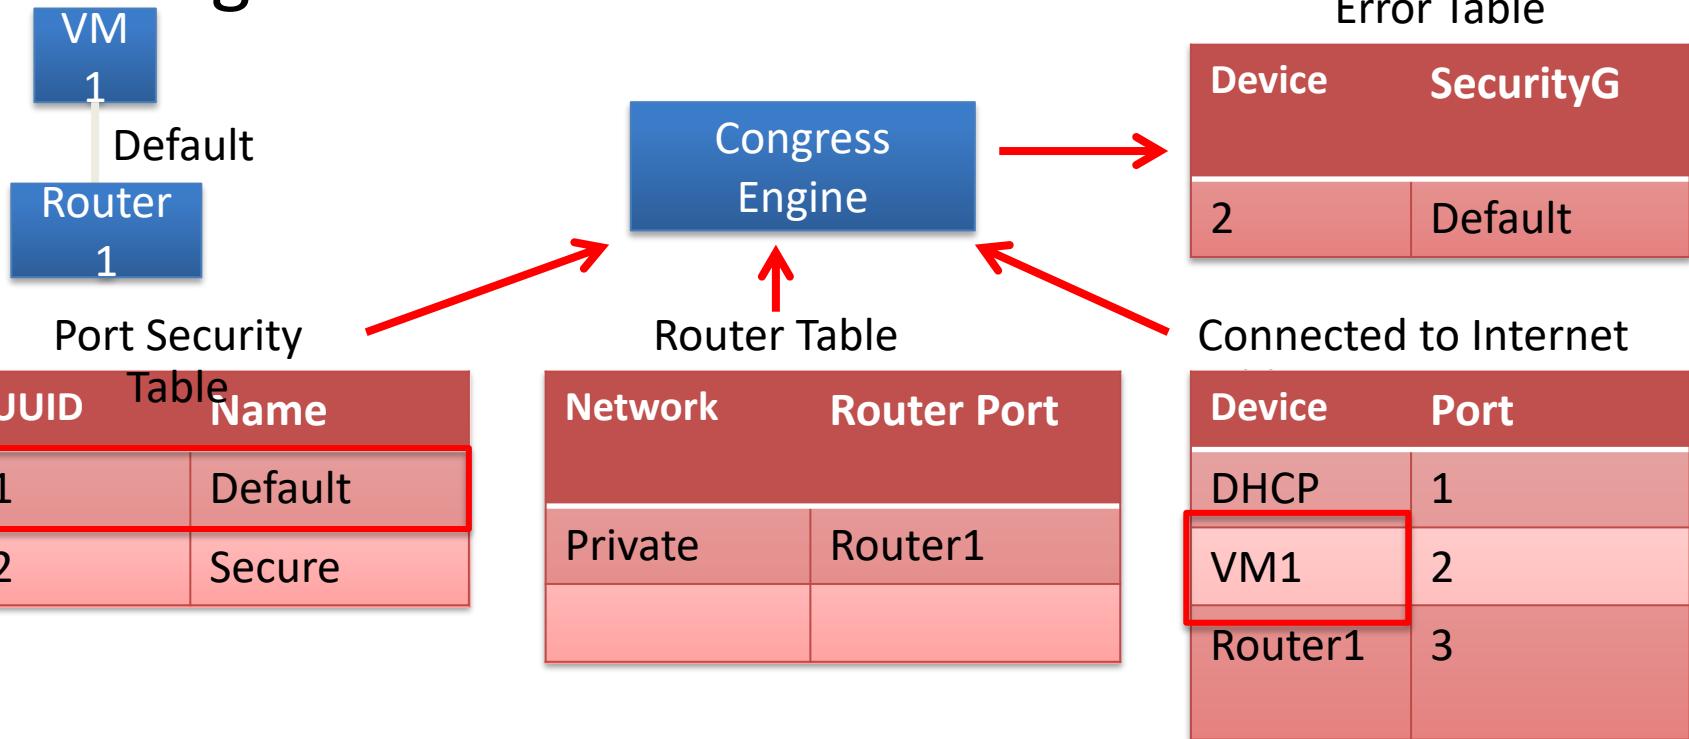 g
Error Table
VM
1
Default
Router
1
Congress
Engine
Device SecurityG
2 Default
Port Security
Table
Router Table
Connected to Internet
UUID Name
1 Default
2 Secure
Network Router Port
Private Router1
Device Port
DHCP 1
VM1 2
Router1 3